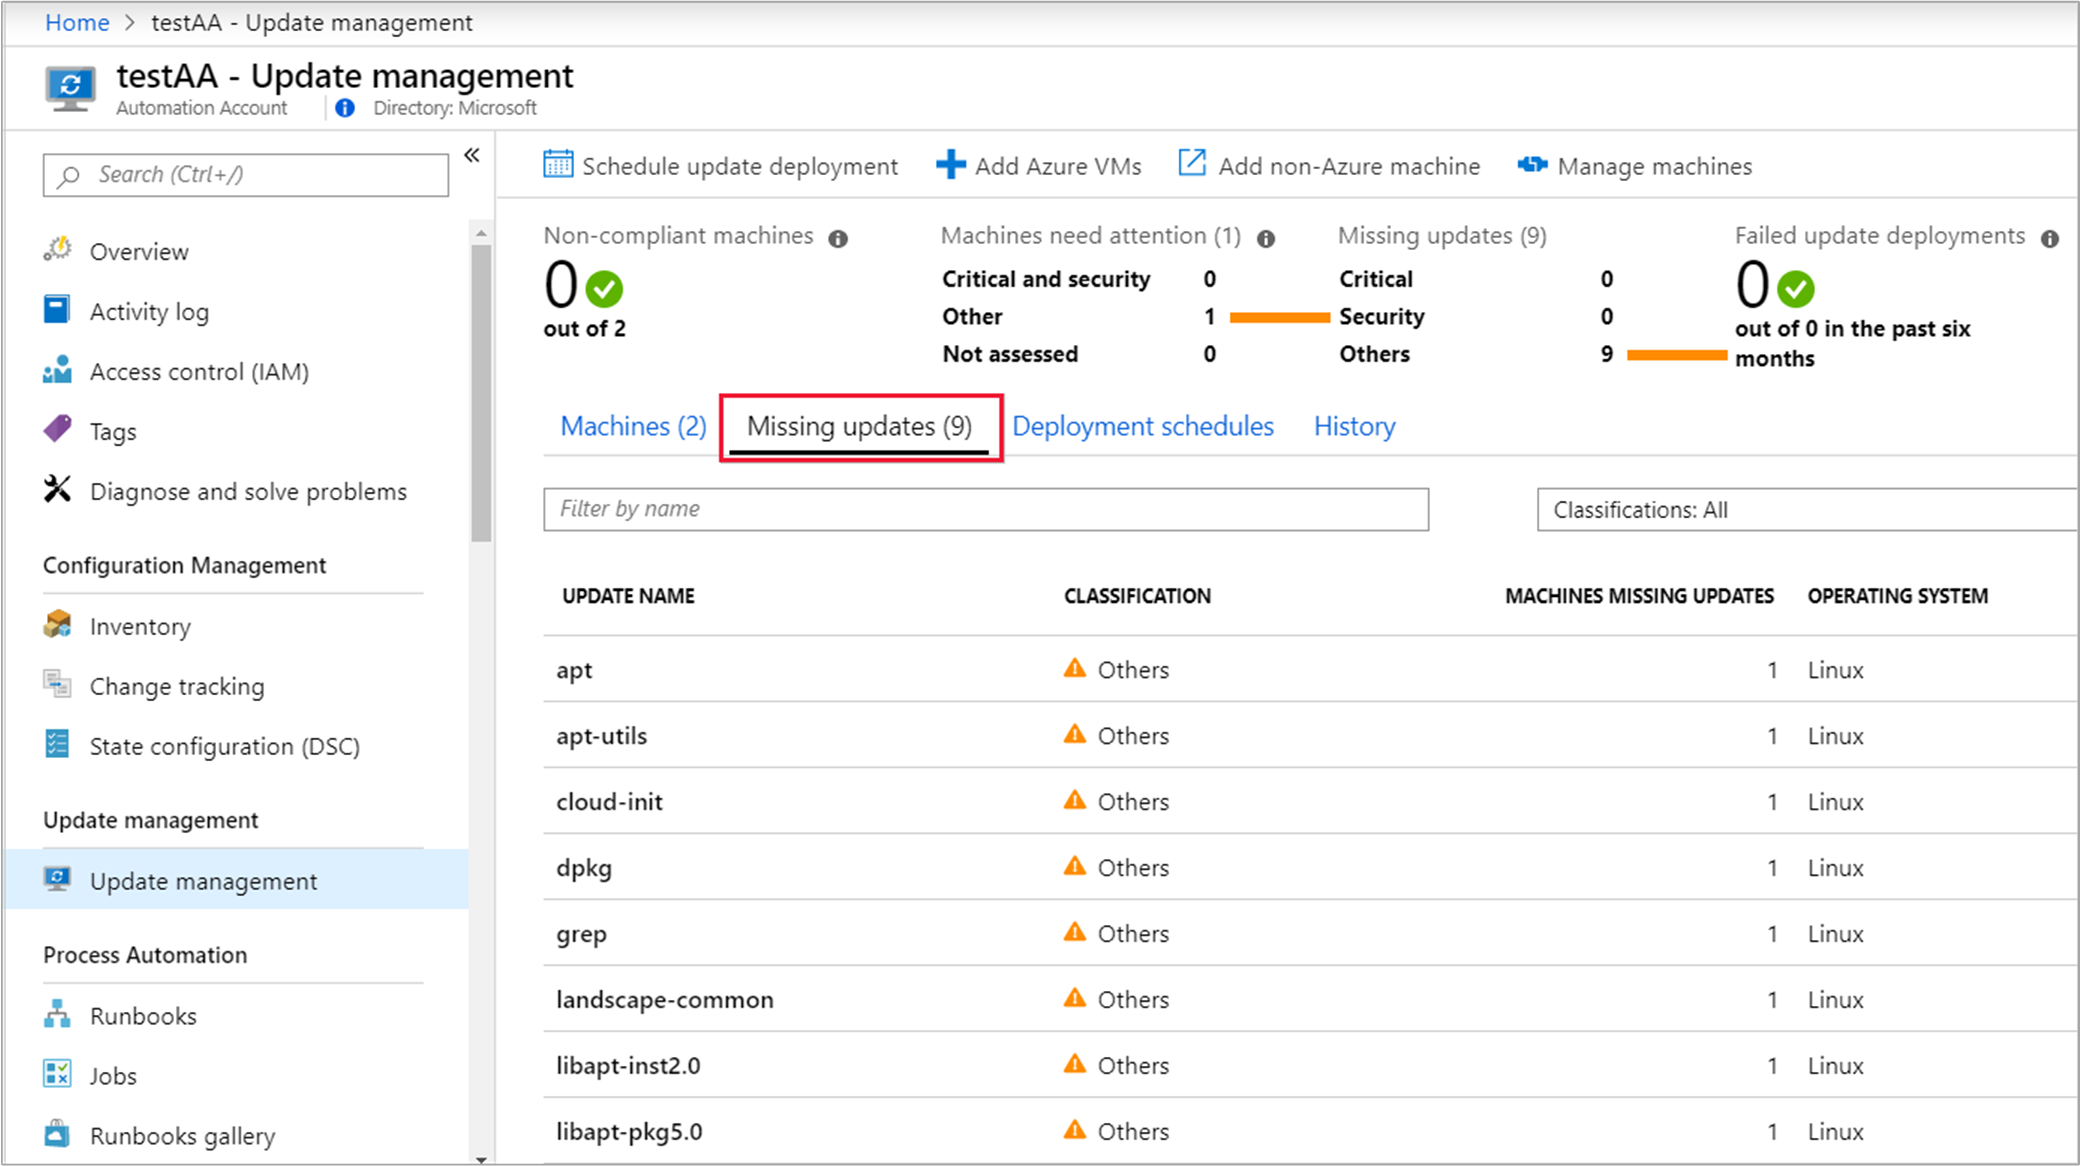 Home > testAA - Update management
testAA - Update management
Automation Account
Directory: Microsoft
Search (Ctrl+/)
«
Overview
Activity log
Access control (IAM)
Tags
Diagnose and solve problems
Configuration Management
Inventory
Change tracking
State configuration (DSC)
Update management
Update management
Process Automation
Runbooks
Jobs
Runbooks gallery
Schedule update deployment
Add Azure VMs
Add non-Azure machine
Manage machines
Non-compliant machines
0
out of 2
Machines need attention (1)
Critical and security 0
Other 1
Not assessed 0
Missing updates (9)
Critical 0
Security 0
Others 9
Failed update deployments
0
out of 0 in the past six
months
Machines (2) Missing updates (9) Deployment schedules History
Filter by name
Classifications: All
UPDATE NAME CLASSIFICATION MACHINES MISSING UPDATES OPERATING SYSTEM
apt Others 1 Linux
apt-utils Others 1 Linux
cloud-init Others 1 Linux
dpkg Others 1 Linux
grep Others 1 Linux
landscape-common Others 1 Linux
libapt-inst2.0 Others 1 Linux
libapt-pkg5.0 Others 1 Linux